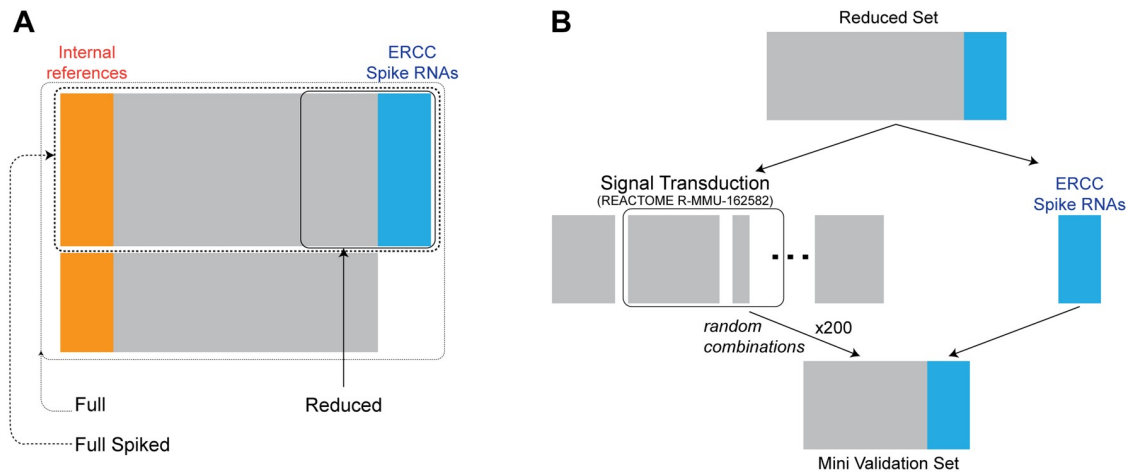 A
Internal
references
ERCC
Spike RNAs
Full
Reduced
Full Spiked
B
Reduced Set
Signal Transduction
(REACTOME R-MMU-162582)
ERCC
Spike RNAs
random
combinations
x200
Mini Validation Set